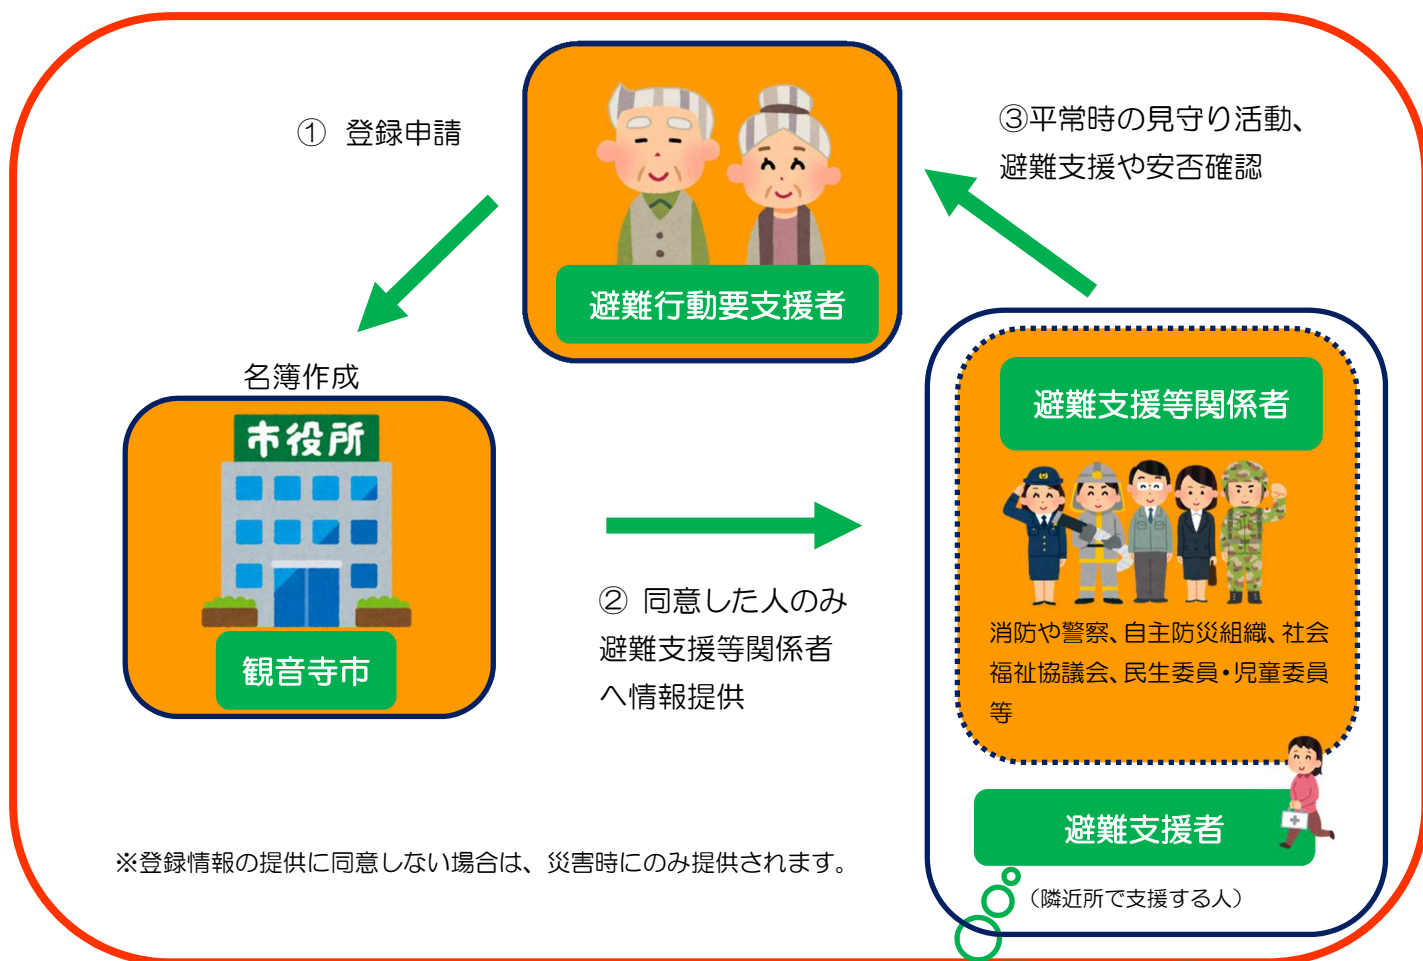 ① 登録申請
避難行動要支援者
③平常時の見守り活動、
避難支援や安否確認
名簿作成
市役所
観音寺市
② 同意した人のみ
避難支援等関係者
へ情報提供
避難支援等関係者
消防や警察、自主防災組織、社会
福祉協議会、民生委員・児童委員
等
避難支援者
（隣近所で支援する人）
※登録情報の提供に同意しない場合は、災害時にのみ提供されます。